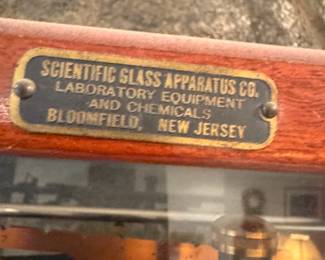 SCIENTIFIC GLASS APPARATUS CO.
LABORATORY EQUIPMENT
AND CHEMICALS
BLOOMFIELD, NEW JERSEY